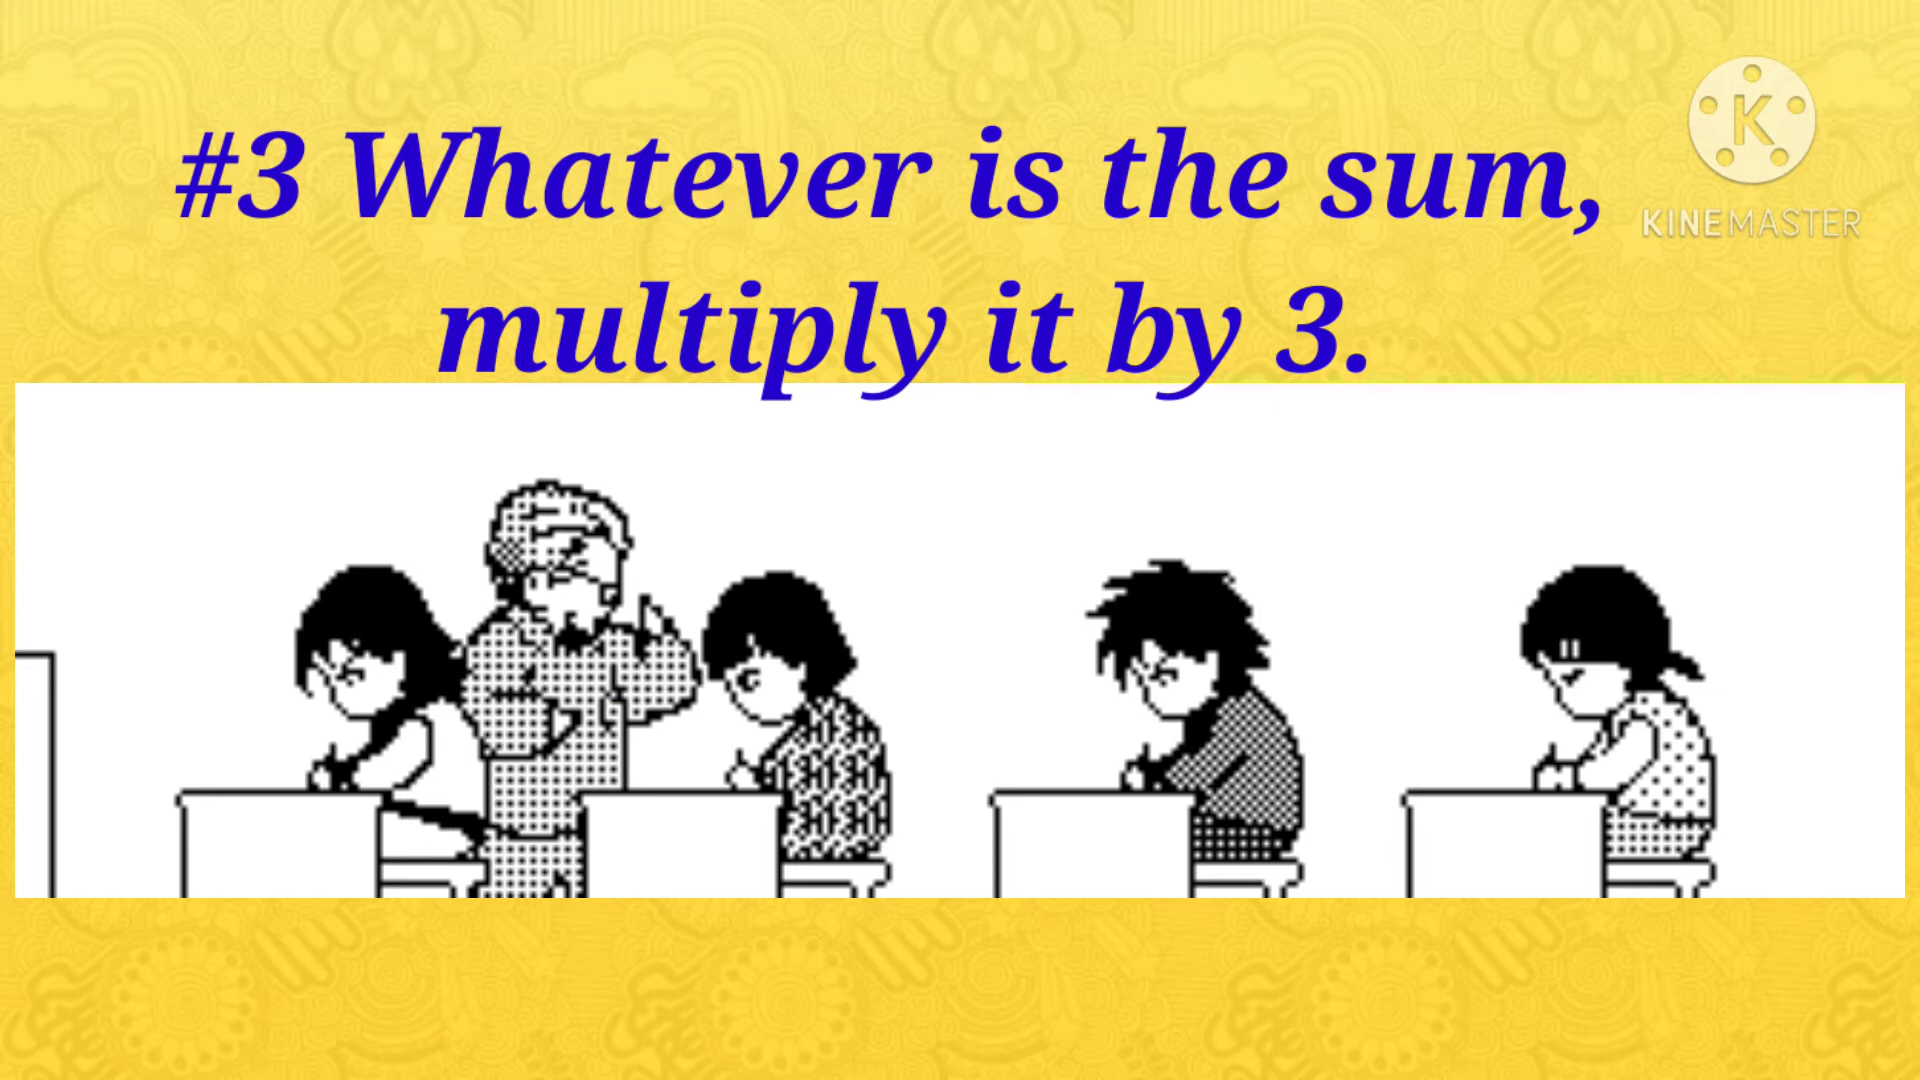 #3 Whatever is the sum,
multiply it by 3.
K
KINEMASTER